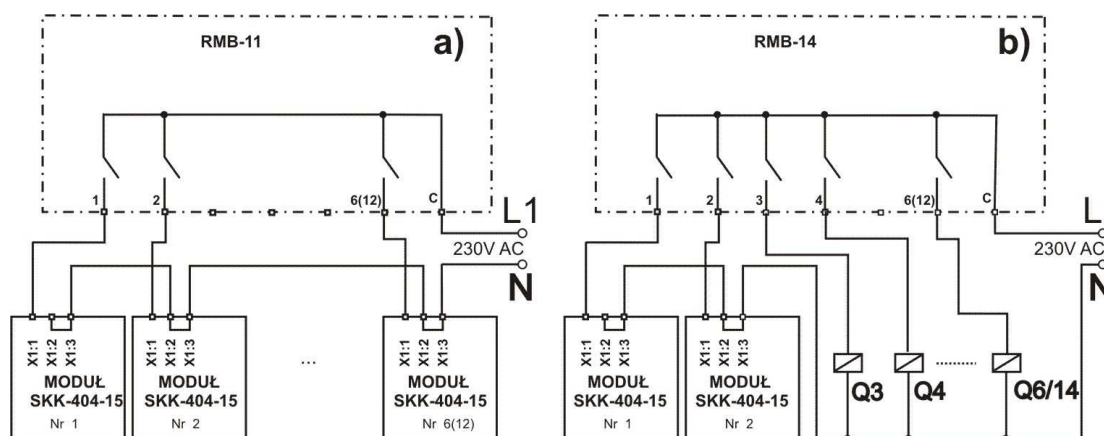 RMB-11
a)
1
2
6(12)
C
L1
230V AC
N
X1:1
X1:2
X1:3
X1:1
X1:2
X1:3
X1:1
X1:2
X1:3
MODUŁ
SKK-404-15
Nr 1
MODUŁ
SKK-404-15
Nr 2
...
MODUŁ
SKK-404-15
Nr 6(12)
RMB-14
b)
1
2
3
4
6(12)
C
L
230V AC
N
X1:1
X1:2
X1:3
X1:1
X1:2
X1:3
MODUŁ
SKK-404-15
Nr 1
MODUŁ
SKK-404-15
Nr 2
Q3
Q4
Q6/14